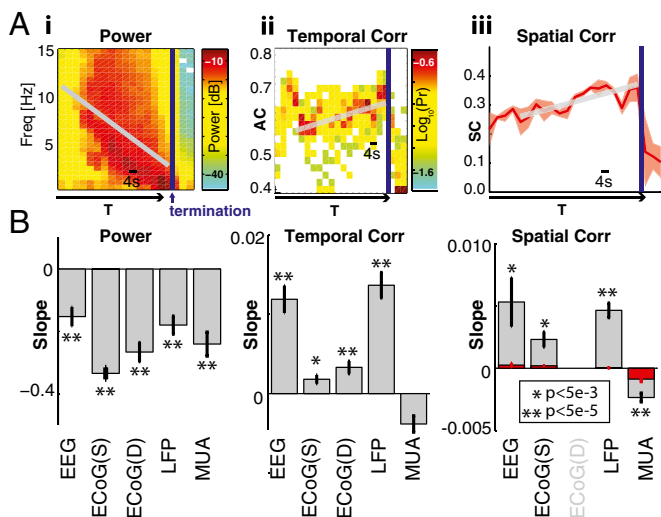 A
i
Power
15
10
5
Freq [Hz]
4s
T
termination
-10
-40
Power [dB]
ii
Temporal Corr
0.8
0.7
0.6
0.5
0.4
AC
4s
T
-0.6
-1.6
Log10(Pr)
iii
Spatial Corr
0.4
0.3
0.2
0.1
0.0
SC
4s
T
B
Power
0
-0.4
Slope
**
**
**
**
**
EEG
ECoG(S)
ECoG(D)
LFP
MUA
Temporal Corr
0.02
0
Slope
**
*
**
**
EEG
ECoG(S)
ECoG(D)
LFP
MUA
Spatial Corr
0.010
0
-0.005
Slope
*
*
**
**
* p<5e-3
** p<5e-5
EEG
ECoG(S)
ECoG(D)
LFP
MUA